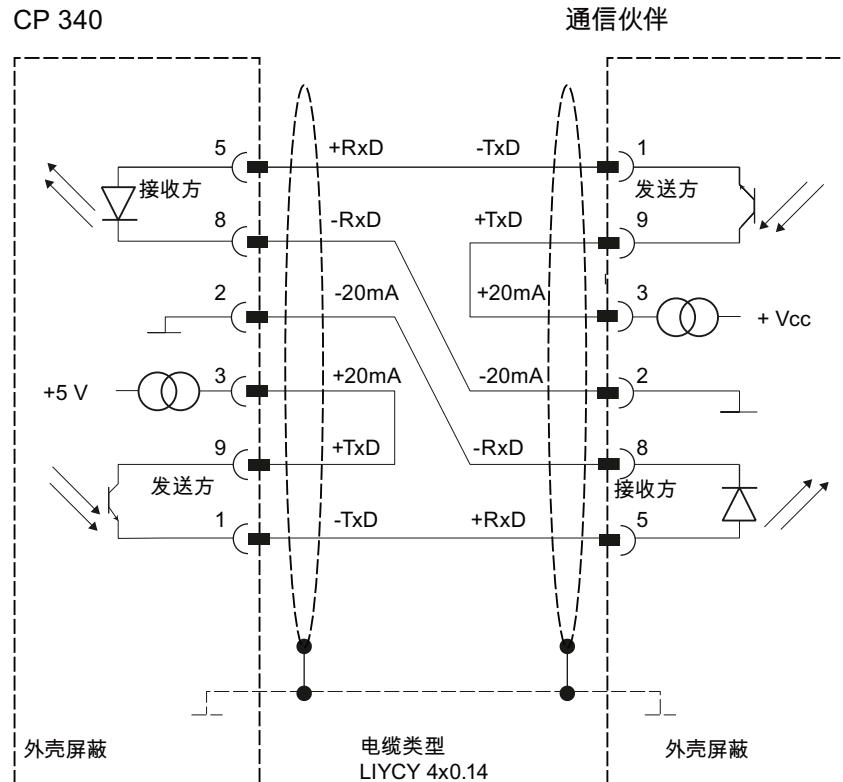 CP 340 通信伙伴
5 +RxD -TxD 1
接收方 发送方
8 -RxD +TxD 9
2 -20mA +20mA 3
+ Vcc
+5 V 3 +20mA -20mA 2
9 +TxD -RxD 8
发送方 接收方
1 -TxD +RxD 5
外壳屏蔽 电缆类型 外壳屏蔽
LIYCY 4x0.14